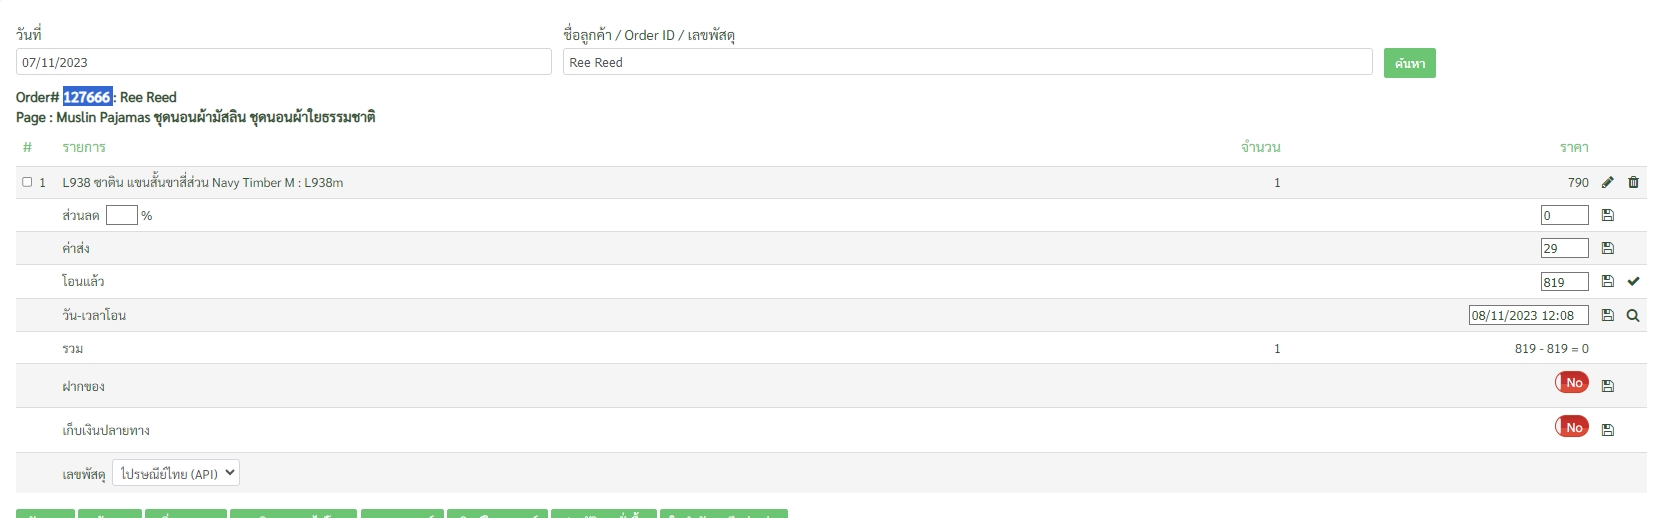 วันที่ ชื่อลูกค้า / Order ID / เลขพัสดุ
07/11/2023 Ree Reed ค้นหา
Order# 127666 : Ree Reed
Page : Muslin Pajamas ชุดนอนผ้ามัสลิน ชุดนอนผ้าใยธรรมชาติ
# รายการ จำนวน ราคา
1 L938 ซาติน แขนสั้นขาสี่ส่วน Navy Timber M : L938m 1 790
ส่วนลด % 0
ค่าส่ง 29
โอนแล้ว 819
วัน-เวลาโอน 08/11/2023 12:08
รวม 1 819 - 819 = 0
ฝากของ No
เก็บเงินปลายทาง No
เลขพัสดุ ไปรษณีย์ไทย (API)